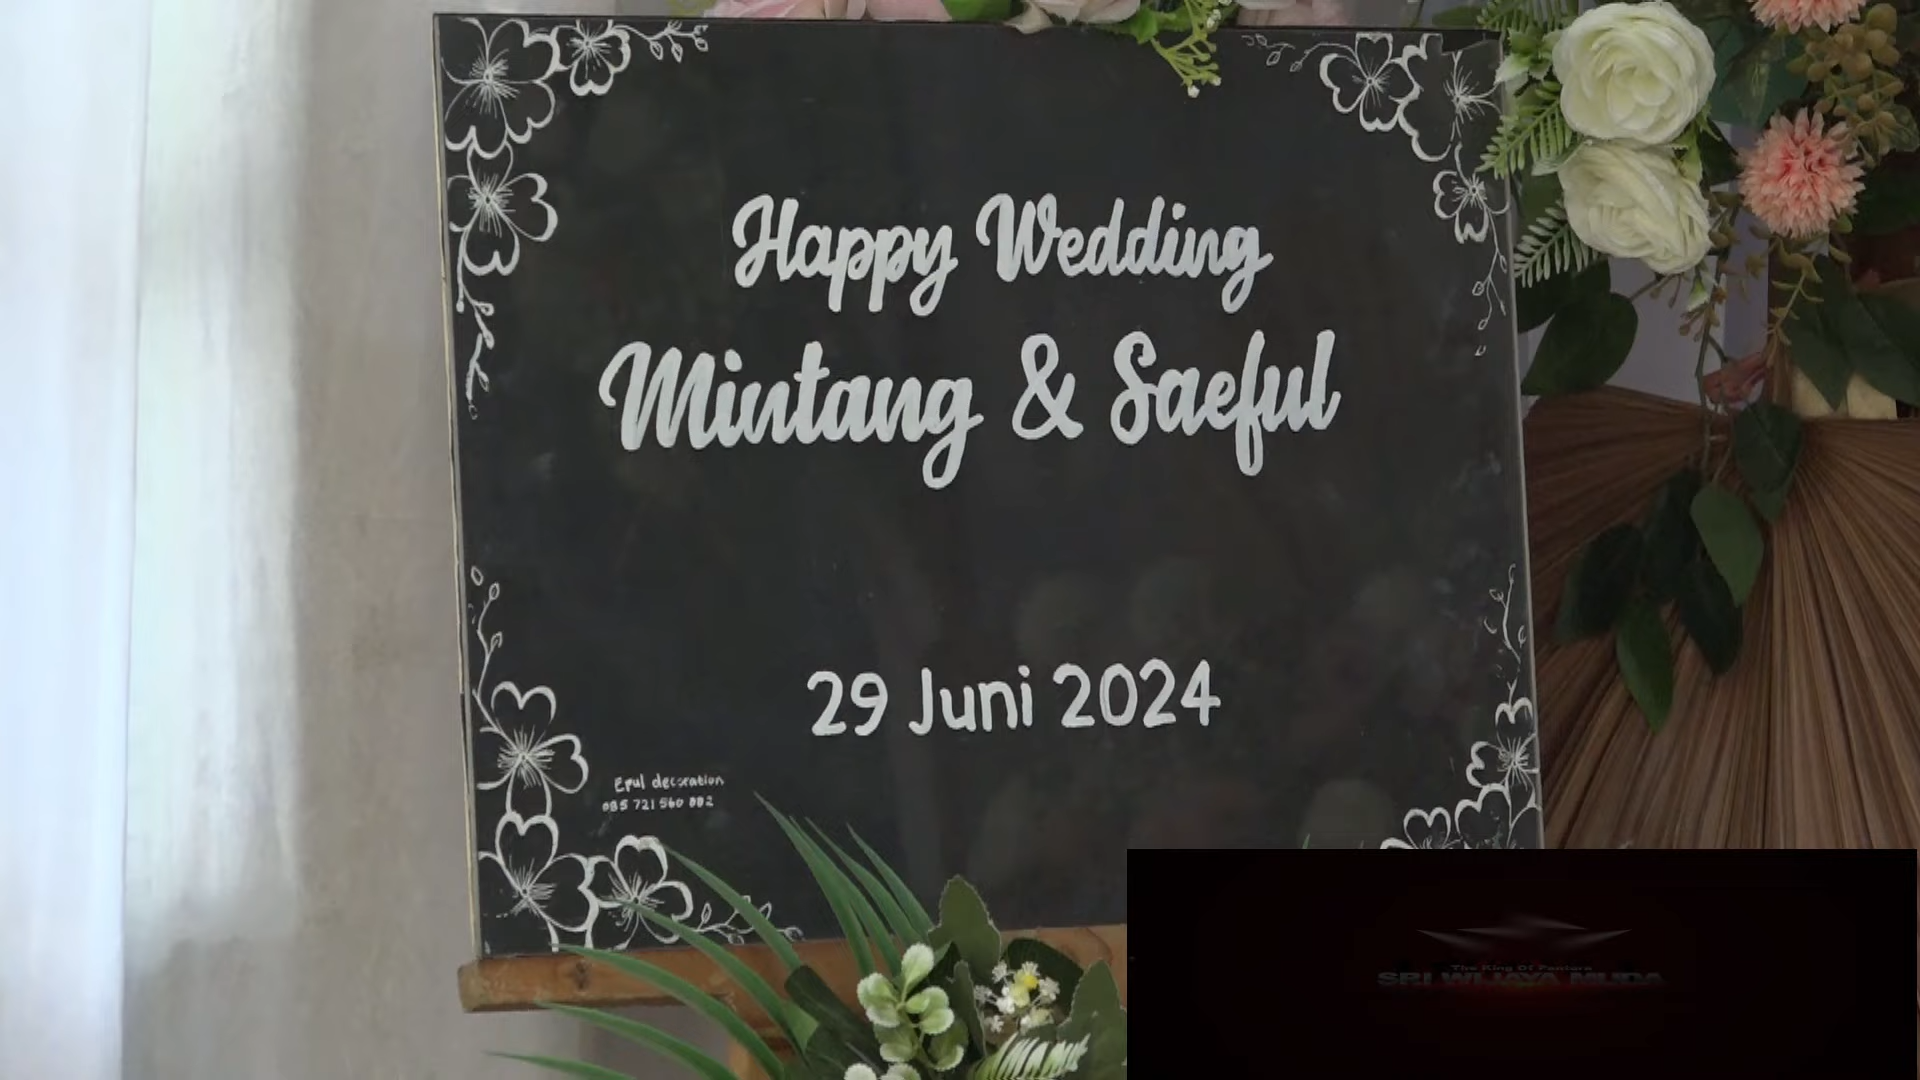 Happy Wedding
Mintang & Saeful
29 Juni 2024
Epul decoration
085 721 560 882
The King Of Pantura
SRI WIJAYA MUDA